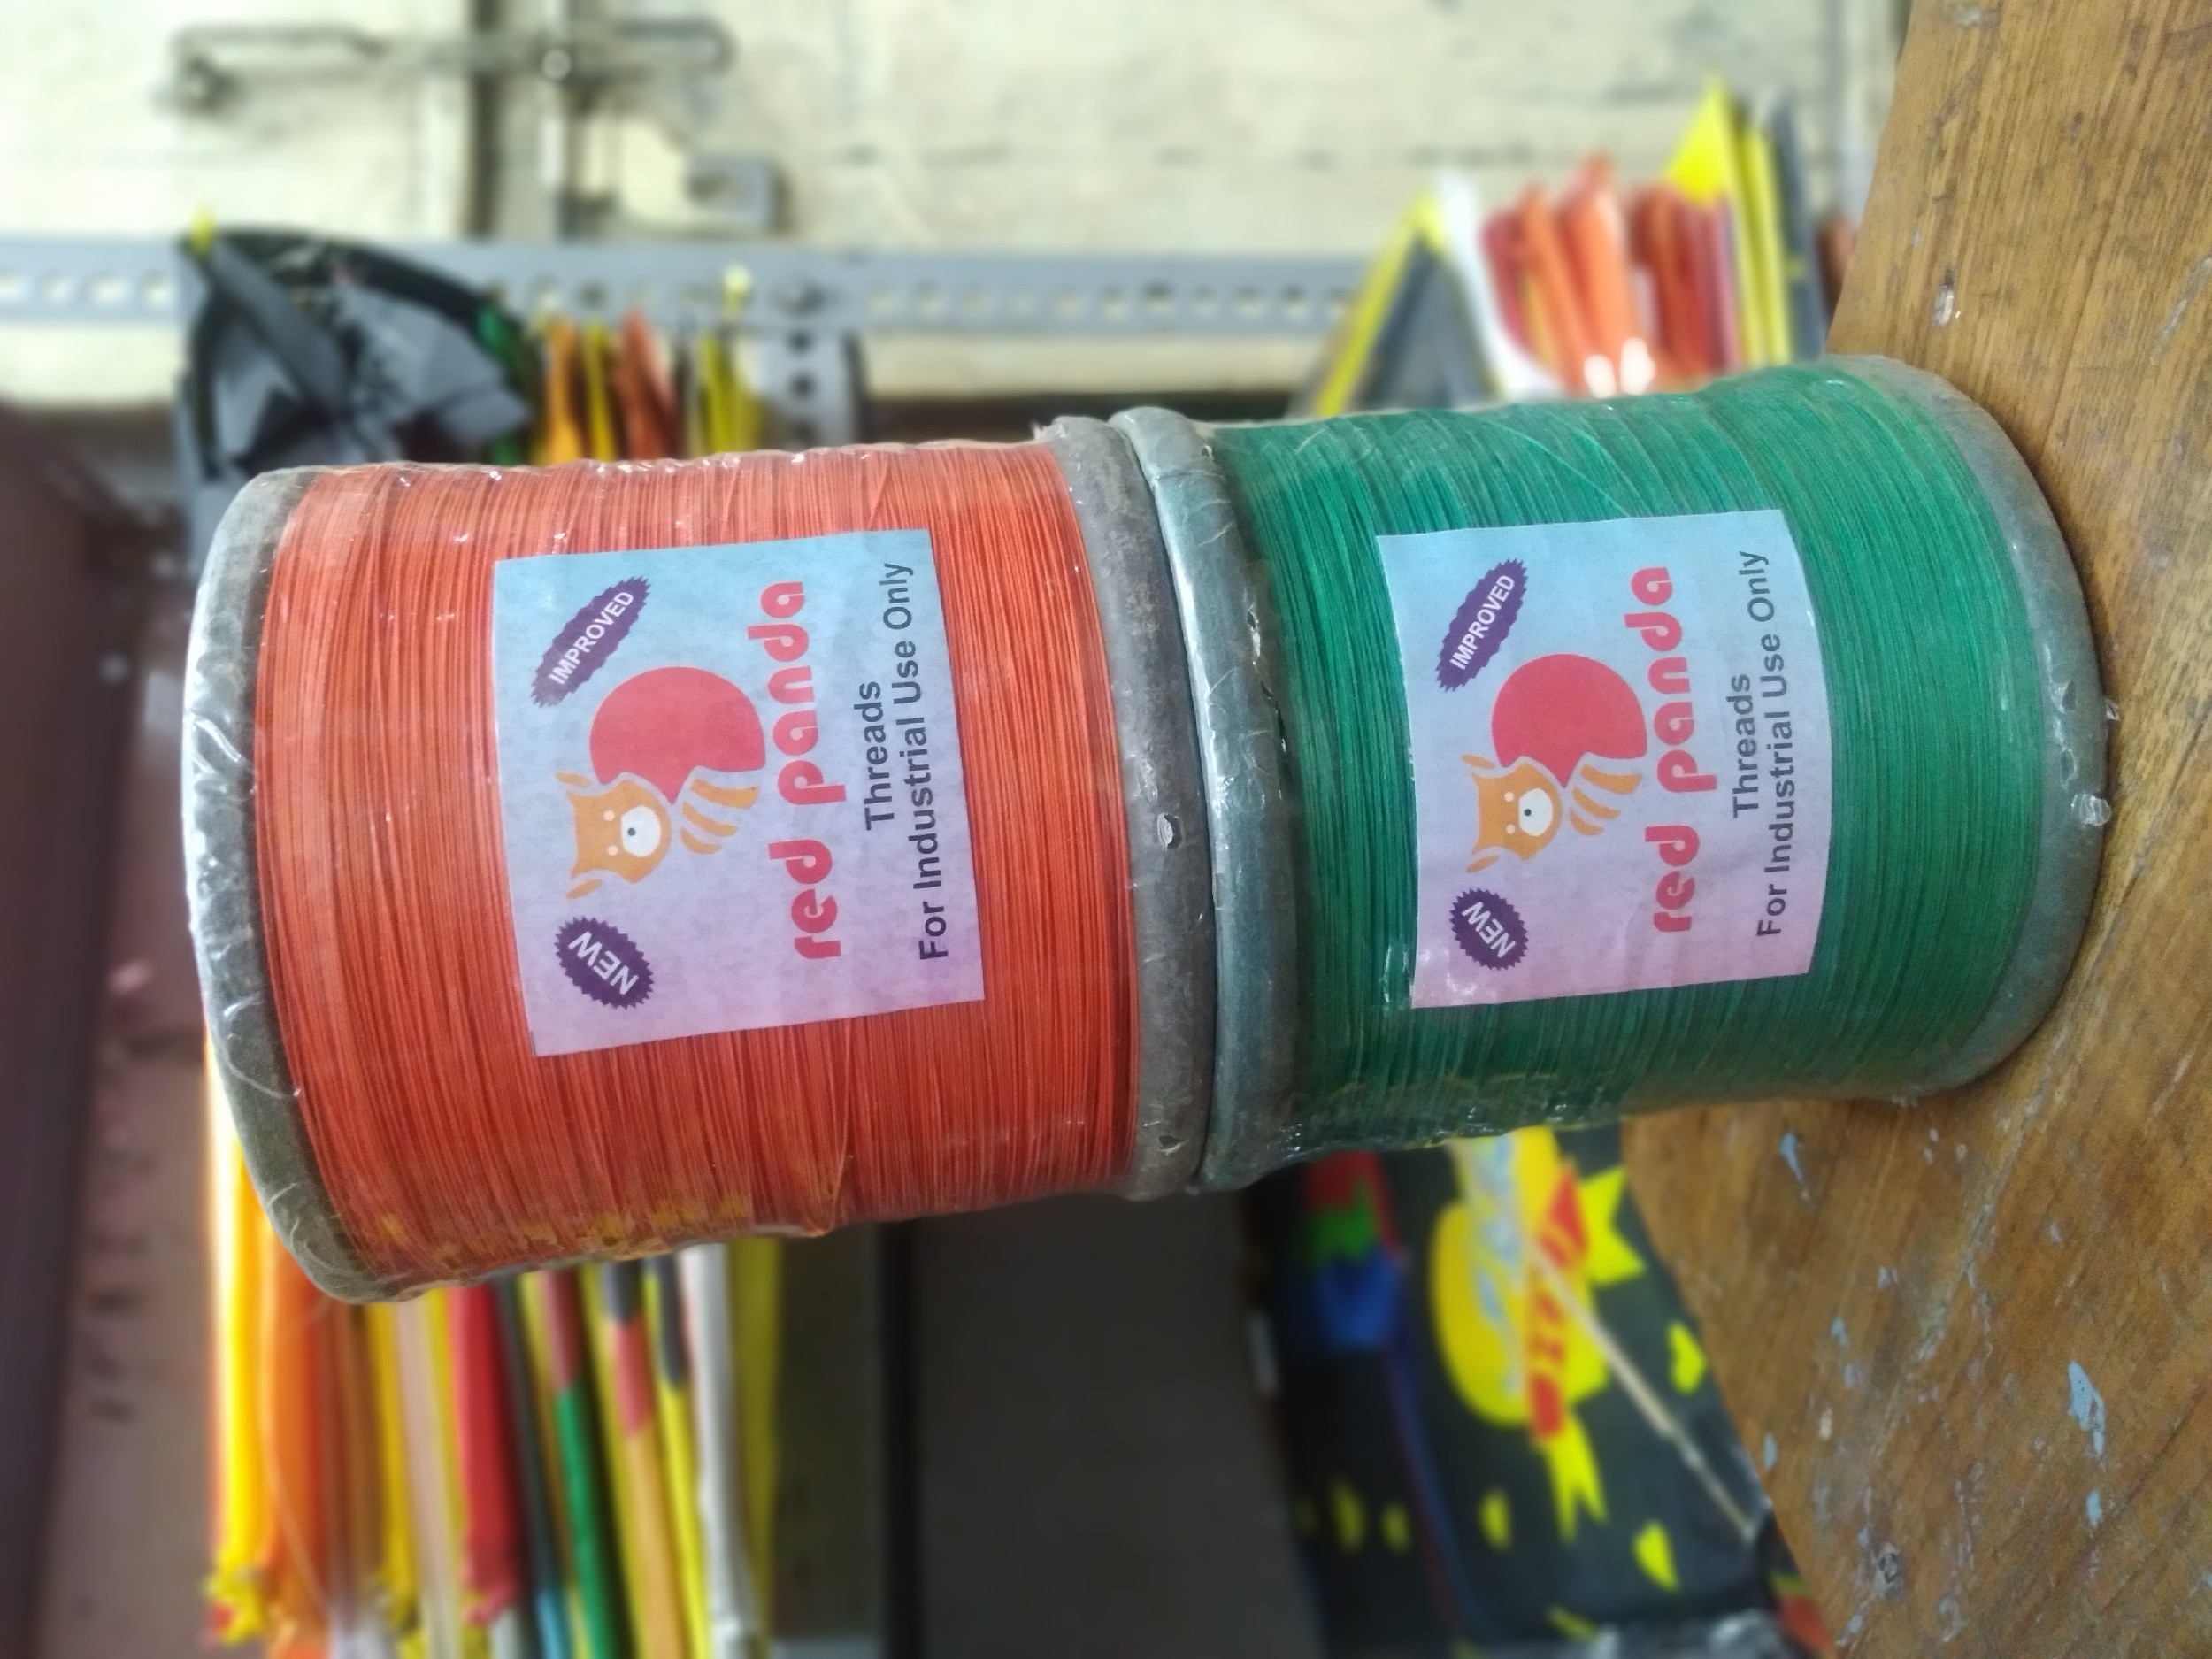 NEW
IMPROVED
red panda
Threads
For Industrial Use Only
NEW
IMPROVED
red panda
Threads
For Industrial Use Only